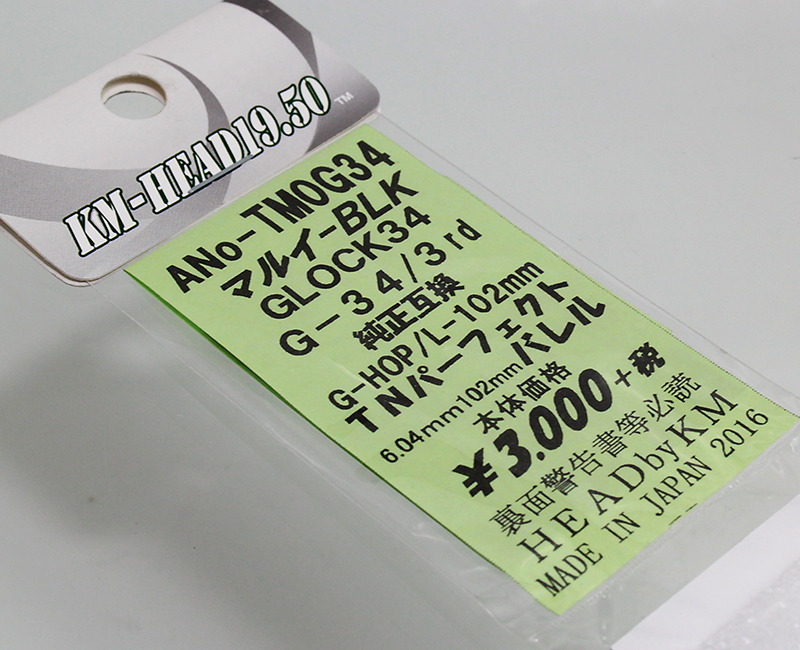 KM-HEAD19.50 TM
ANo-TMOG34
マルイ-BLK
GLOCK34
G-34/3rd
純正互換
G-HOP/L-102mm
TNパーフェクト
6.04mm102mmバレル
本体価格
¥3,000+税
裏面警告書等必読
HEADbyKM
MADE IN JAPAN 2016